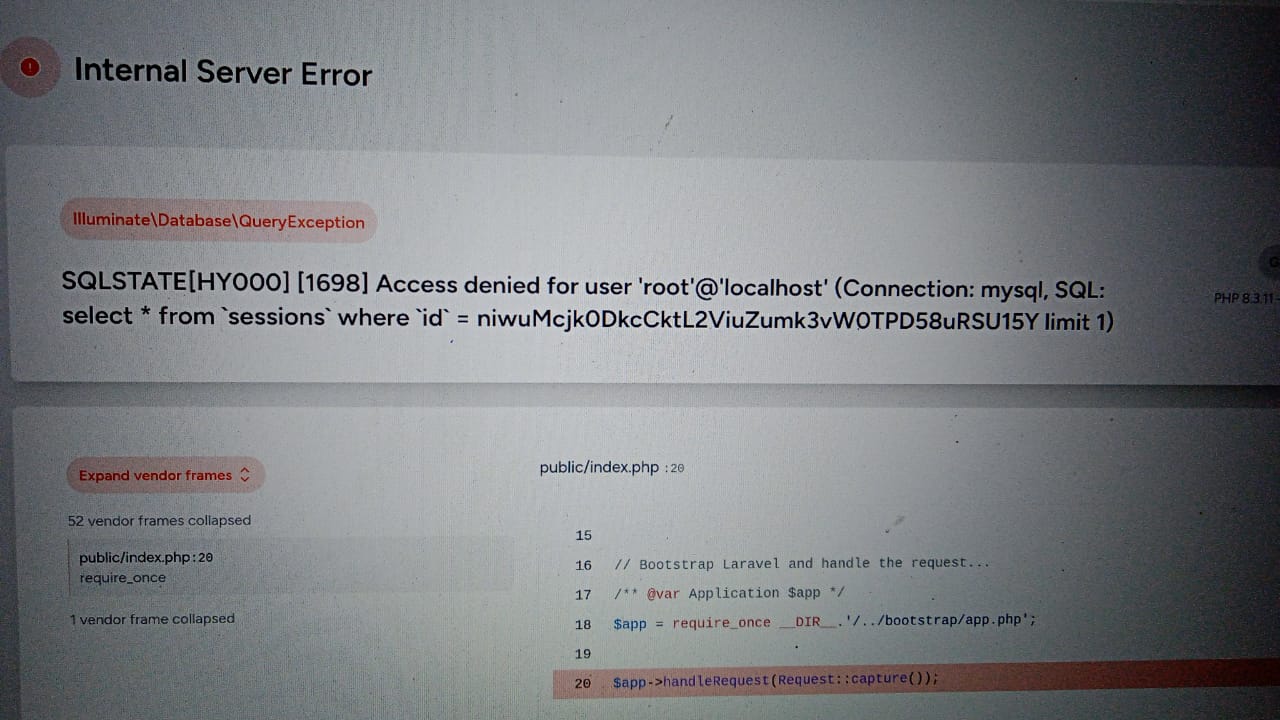 Internal Server Error
Illuminate\Database\QueryException
SQLSTATE[HY000] [1698] Access denied for user 'root'@'localhost' (Connection: mysql, SQL:
select * from `sessions` where `id` = niwuMcjk0DkcCktL2ViuZumk3vW0TPD58uRSU15Y limit 1)
PHP 8.3.11
Expand vendor frames
52 vendor frames collapsed
public/index.php:20
require_once
1 vendor frame collapsed
public/index.php :20
15
16 // Bootstrap Laravel and handle the request...
17 /** @var Application $app */
18 $app = require_once __DIR__.'/../bootstrap/app.php';
19
20 $app->handleRequest(Request::capture());